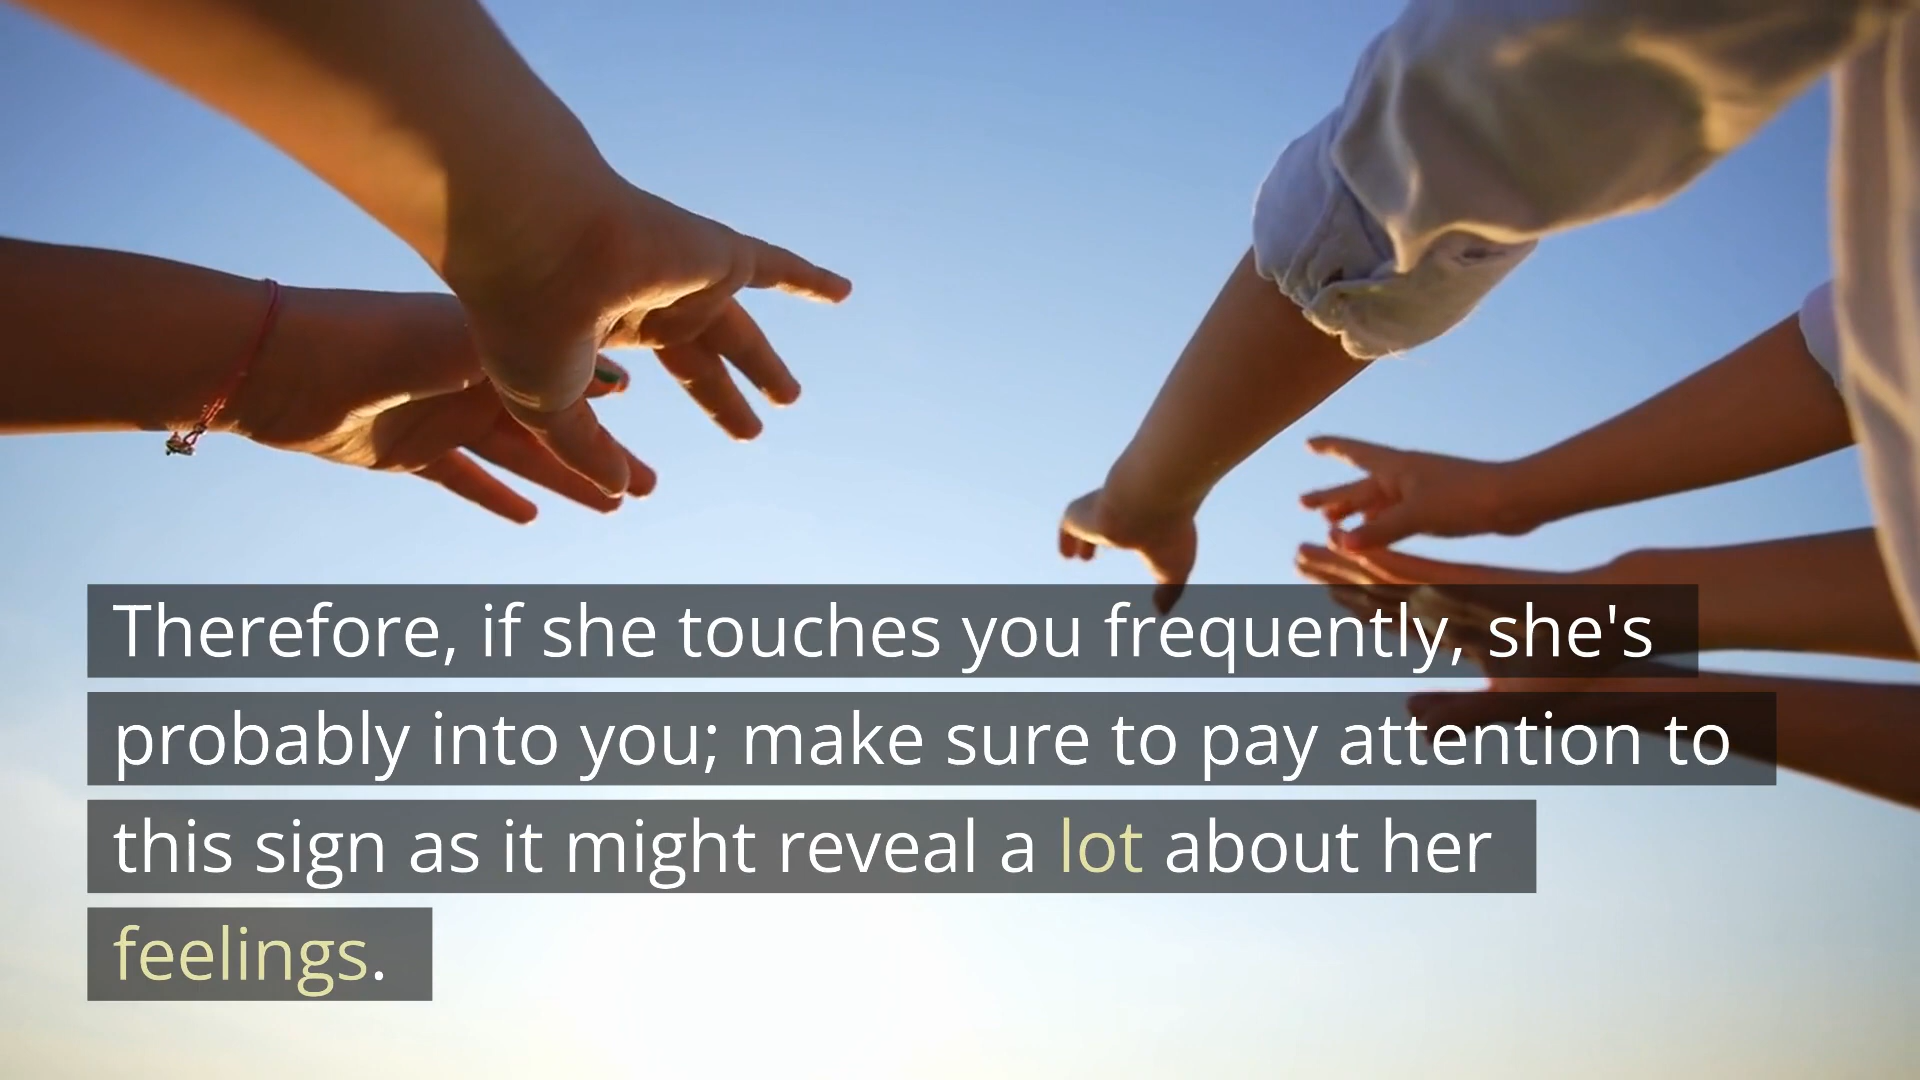 Therefore, if she touches you frequently, she's
probably into you; make sure to pay attention to
this sign as it might reveal a lot about her
feelings.